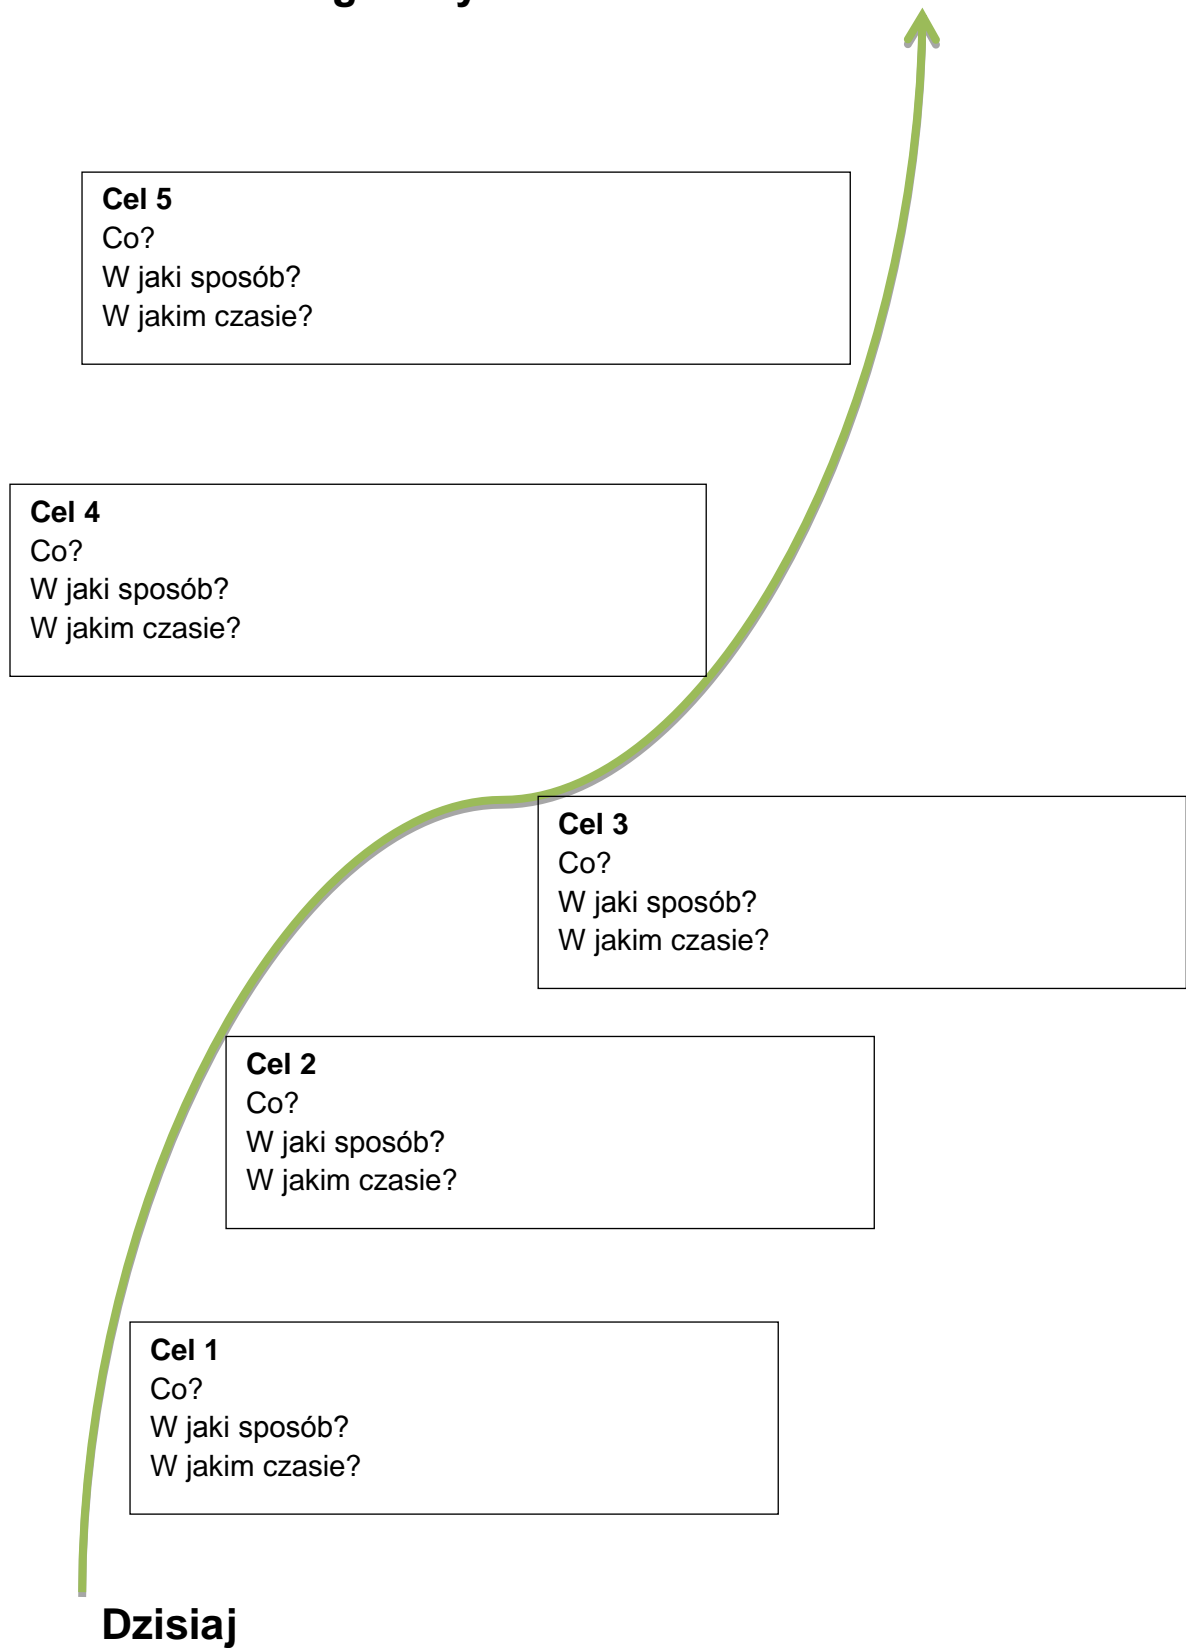 Cel 5
Co?
W jaki sposób?
W jakim czasie?
Cel 4
Co?
W jaki sposób?
W jakim czasie?
Cel 3
Co?
W jaki sposób?
W jakim czasie?
Cel 2
Co?
W jaki sposób?
W jakim czasie?
Cel 1
Co?
W jaki sposób?
W jakim czasie?
Dzisiaj